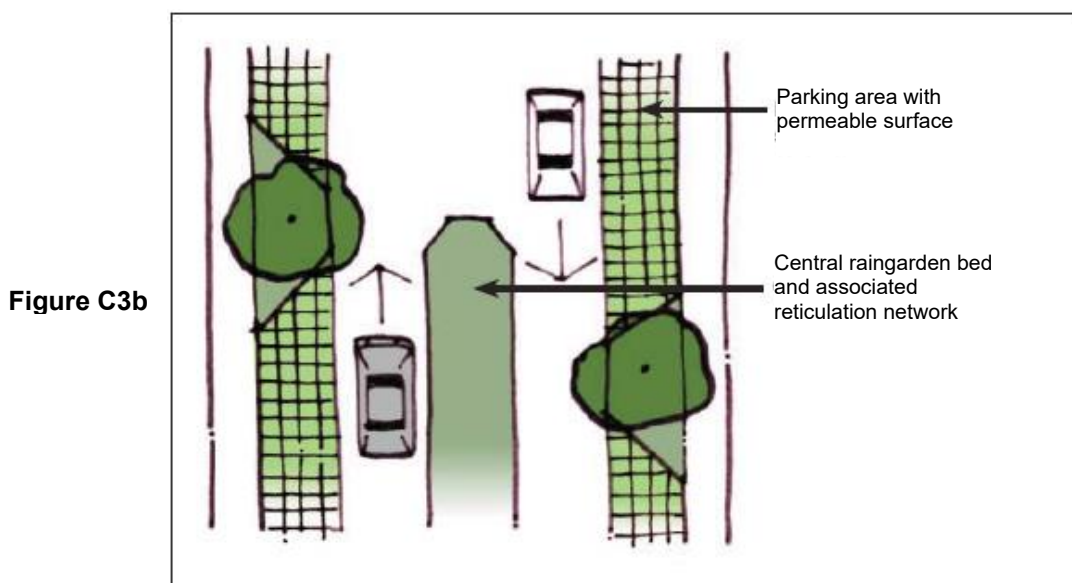 Parking area with
permeable surface
Central raingarden bed
and associated
reticulation network
Figure C3b